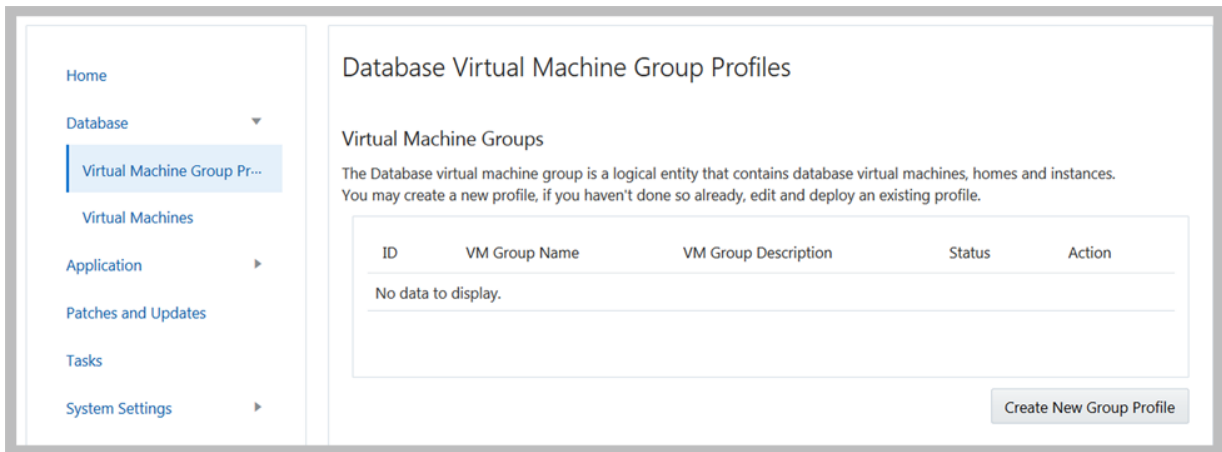 Home
Database
Virtual Machine Group Pr...
Virtual Machines
Application
Patches and Updates
Tasks
System Settings
Database Virtual Machine Group Profiles
Virtual Machine Groups
The Database virtual machine group is a logical entity that contains database virtual machines, homes and instances.
You may create a new profile, if you haven't done so already, edit and deploy an existing profile.
ID VM Group Name VM Group Description Status Action
No data to display.
Create New Group Profile